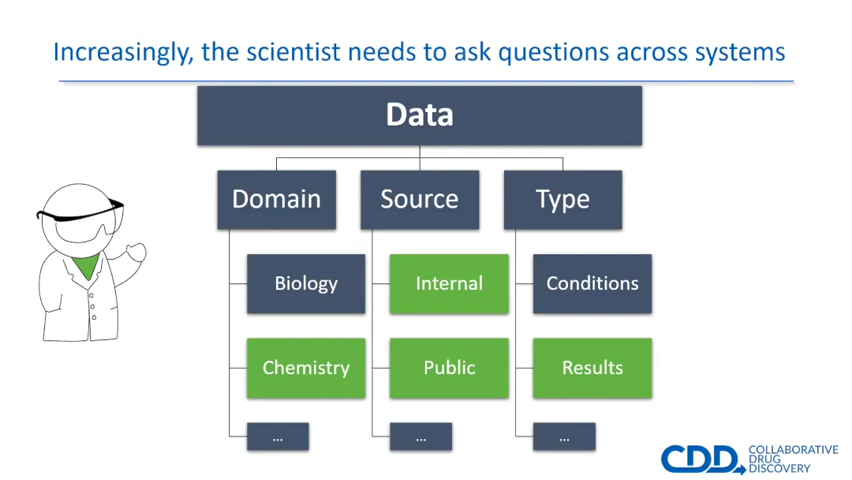 Increasingly, the scientist needs to ask questions across systems
Data
Domain
Source
Type
Biology
Internal
Conditions
Chemistry
Public
Results
...
...
...
CDD
COLLABORATIVE
DRUG
DISCOVERY